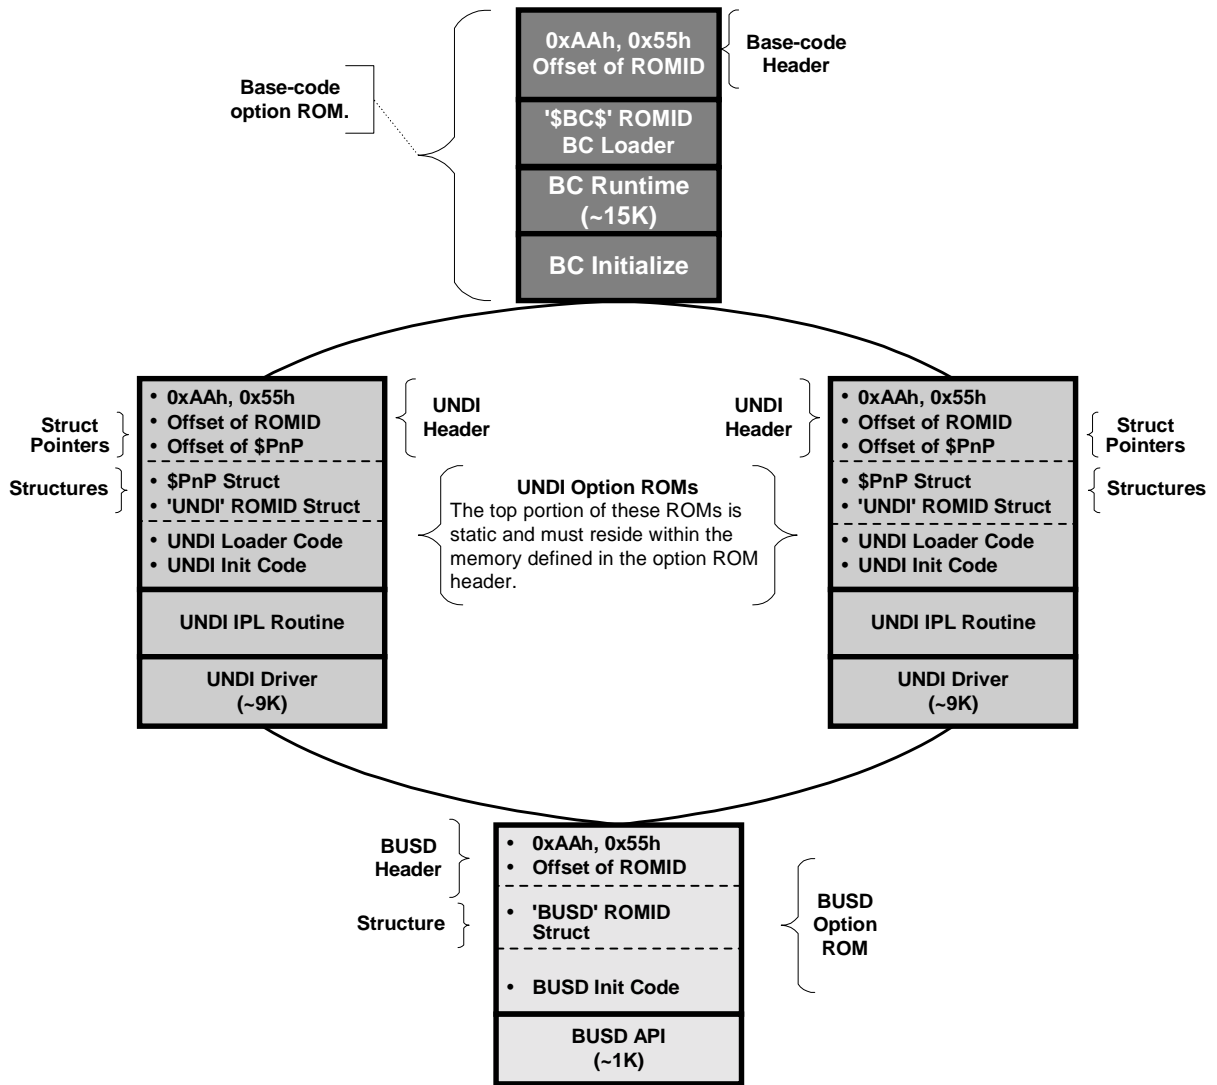 0xAAh, 0x55h
Offset of ROMID
Base-code
Header
Base-code
option ROM.
'$BC$' ROMID
BC Loader
BC Runtime
(~15K)
BC Initialize
Struct
Pointers
Structures
• 0xAAh, 0x55h
• Offset of ROMID
• Offset of $PnP
• $PnP Struct
• 'UNDI' ROMID Struct
• UNDI Loader Code
• UNDI Init Code
UNDI IPL Routine
UNDI Driver
(~9K)
UNDI
Header
UNDI Option ROMs
The top portion of these ROMs is
static and must reside within the
memory defined in the option ROM
header.
UNDI
Header
• 0xAAh, 0x55h
• Offset of ROMID
• Offset of $PnP
• $PnP Struct
• 'UNDI' ROMID Struct
• UNDI Loader Code
• UNDI Init Code
UNDI IPL Routine
UNDI Driver
(~9K)
Struct
Pointers
Structures
BUSD
Header
Structure
• 0xAAh, 0x55h
• Offset of ROMID
• 'BUSD' ROMID
Struct
• BUSD Init Code
BUSD API
(~1K)
BUSD
Option
ROM